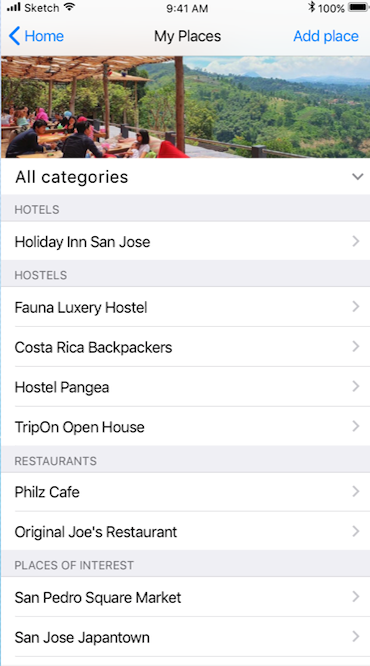 Sketch 9:41 AM 100%
Home My Places Add place
All categories
HOTELS
Holiday Inn San Jose
HOSTELS
Fauna Luxery Hostel
Costa Rica Backpackers
Hostel Pangea
TripOn Open House
RESTAURANTS
Philz Cafe
Original Joe's Restaurant
PLACES OF INTEREST
San Pedro Square Market
San Jose Japantown